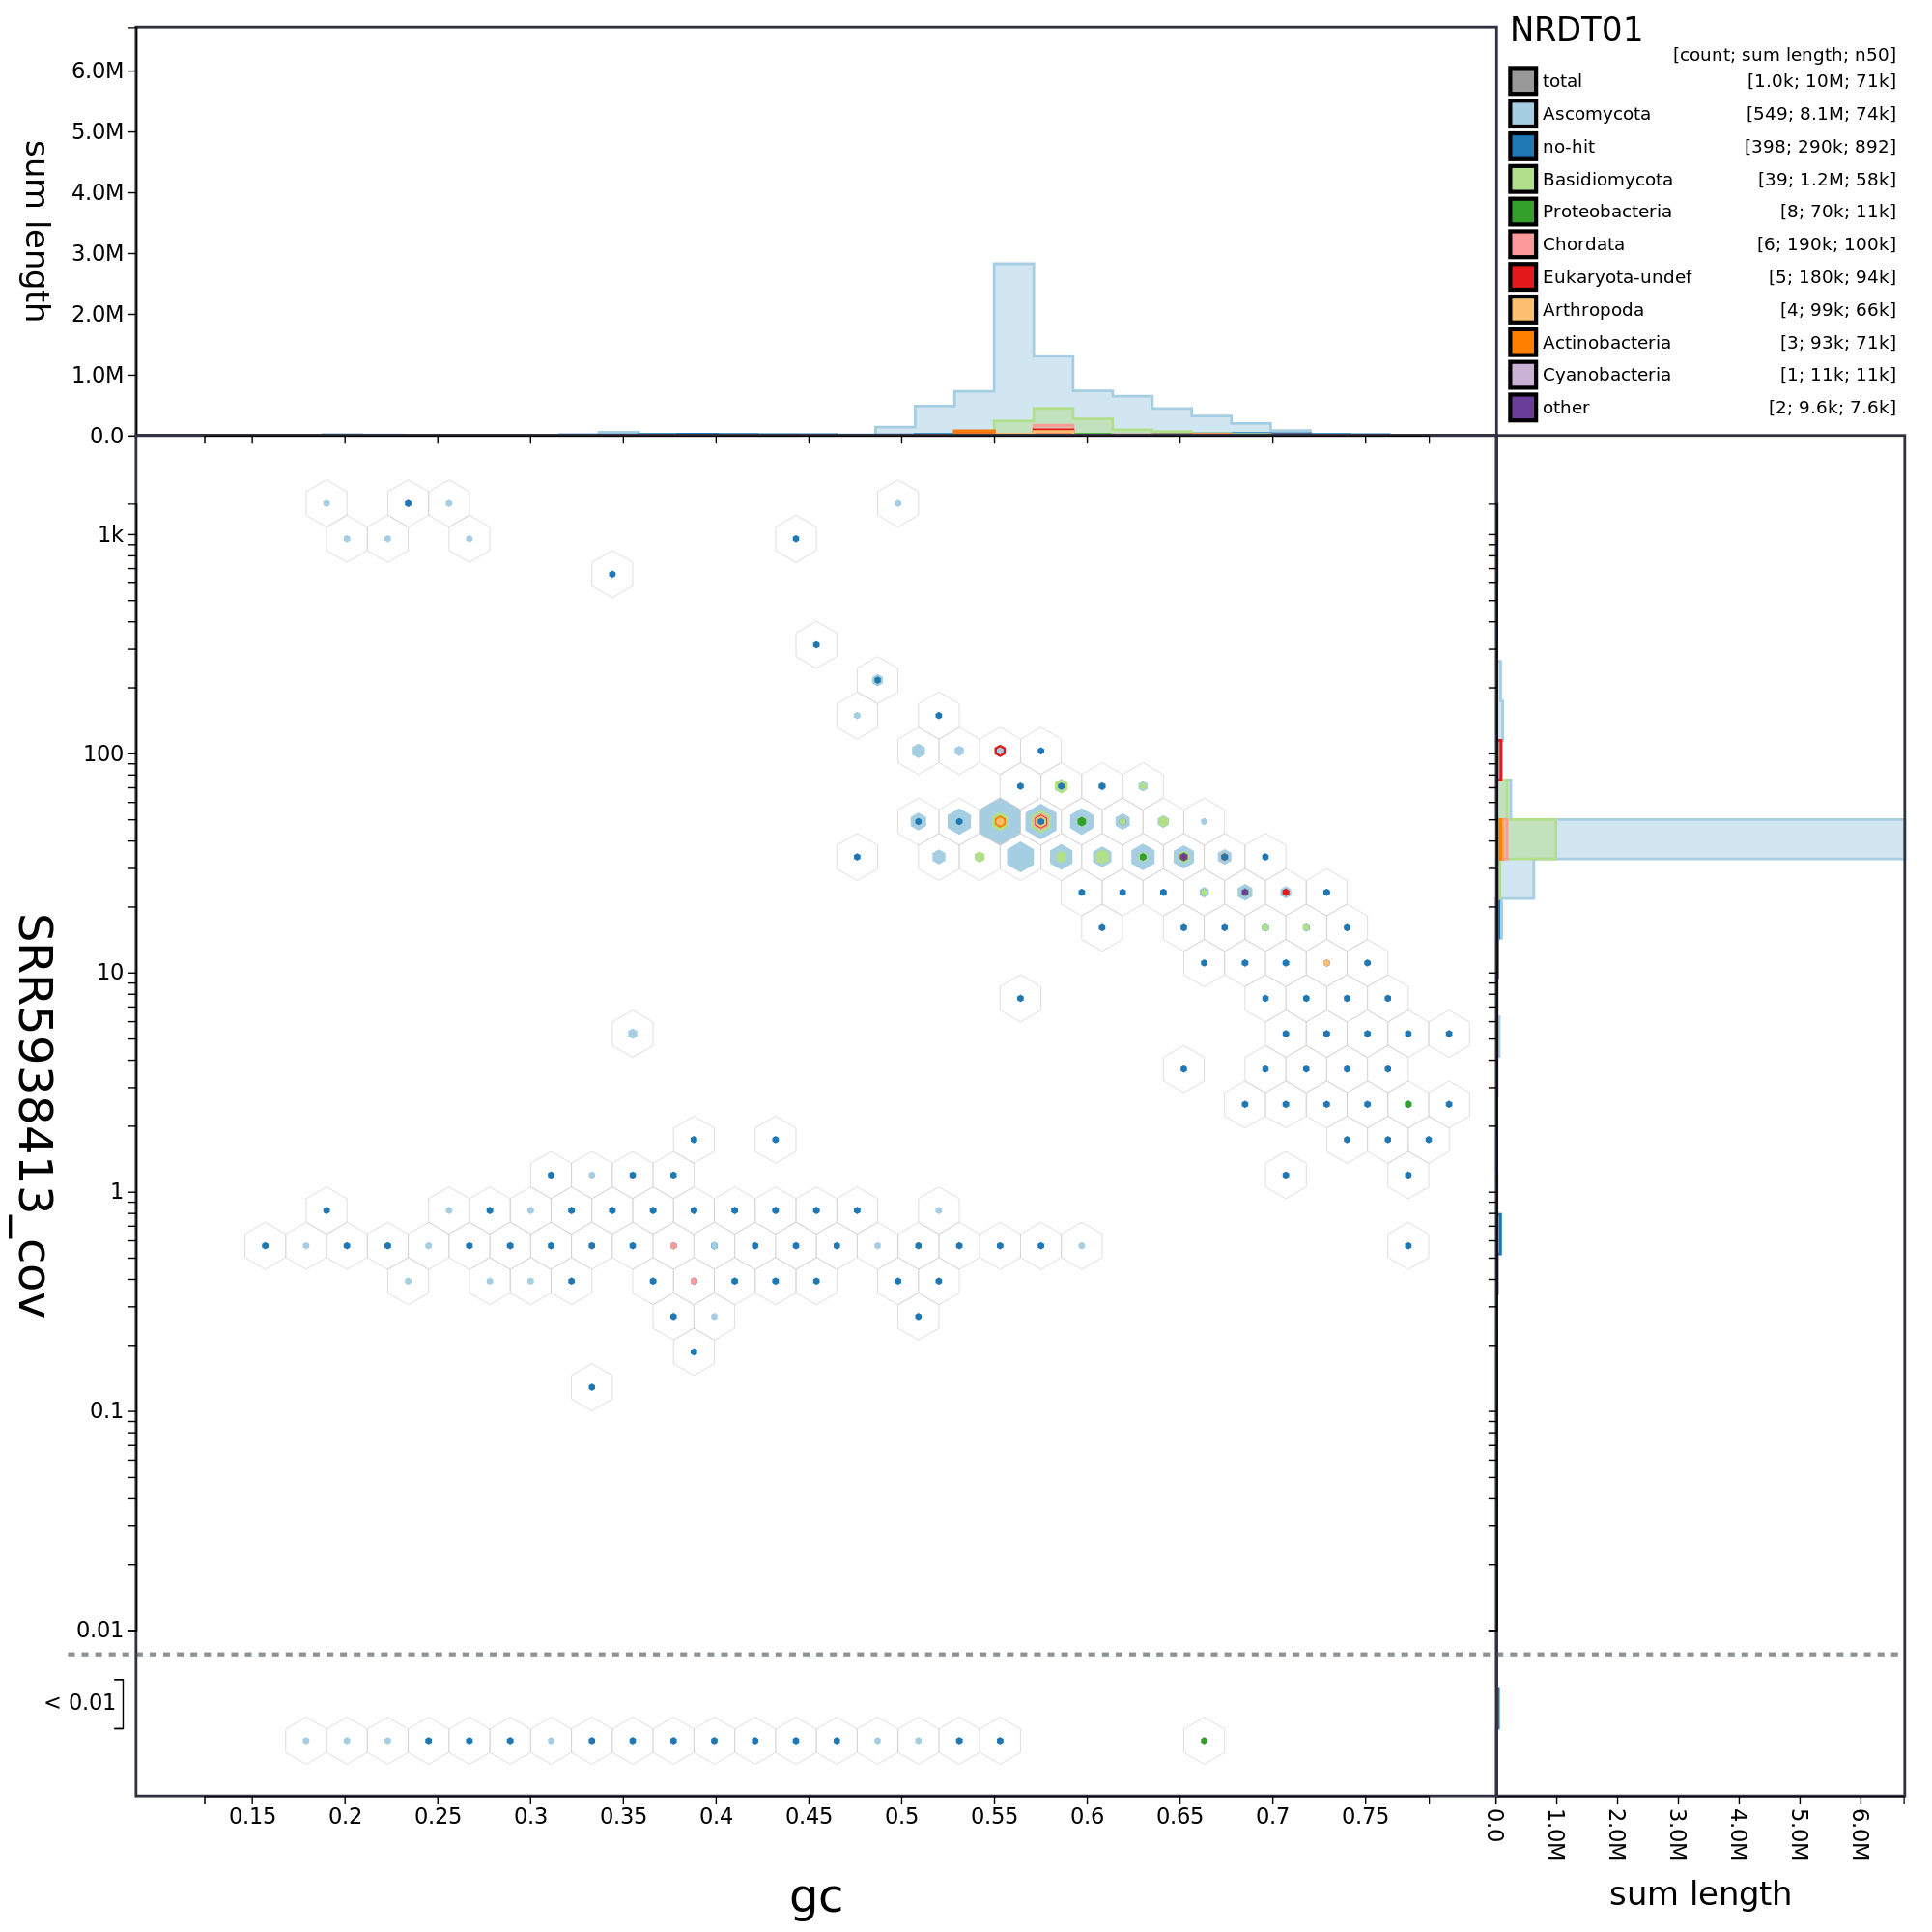 NRDT01
[count; sum length; n50]
total [1.0k; 10M; 71k]
Ascomycota [549; 8.1M; 74k]
no-hit [398; 290k; 892]
Basidiomycota [39; 1.2M; 58k]
Proteobacteria [8; 70k; 11k]
Chordata [6; 190k; 100k]
Eukaryota-undef [5; 180k; 94k]
Arthropoda [4; 99k; 66k]
Actinobacteria [3; 93k; 71k]
Cyanobacteria [1; 11k; 11k]
other [2; 9.6k; 7.6k]
sum length
6.0M
5.0M
4.0M
3.0M
2.0M
1.0M
0.0
SRR5938413_cov
1k
100
10
1
0.1
0.01
< 0.01
0.15 0.2 0.25 0.3 0.35 0.4 0.45 0.5 0.55 0.6 0.65 0.7 0.75
gc
0.0 1.0M 2.0M 3.0M 4.0M 5.0M 6.0M
sum length